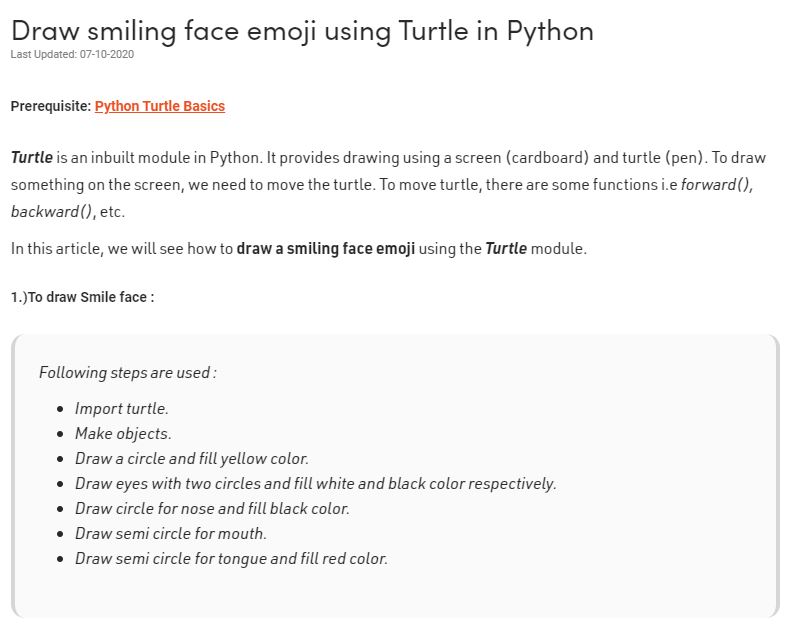 Draw smiling face emoji using Turtle in Python
Last Updated: 07-10-2020
Prerequisite: Python Turtle Basics
Turtle is an inbuilt module in Python. It provides drawing using a screen (cardboard) and turtle (pen). To draw
something on the screen, we need to move the turtle. To move turtle, there are some functions i.e forward(),
backward(), etc.
In this article, we will see how to draw a smiling face emoji using the Turtle module.
1.)To draw Smile face :
Following steps are used :
• Import turtle.
• Make objects.
• Draw a circle and fill yellow color.
• Draw eyes with two circles and fill white and black color respectively.
• Draw circle for nose and fill black color.
• Draw semi circle for mouth.
• Draw semi circle for tongue and fill red color.